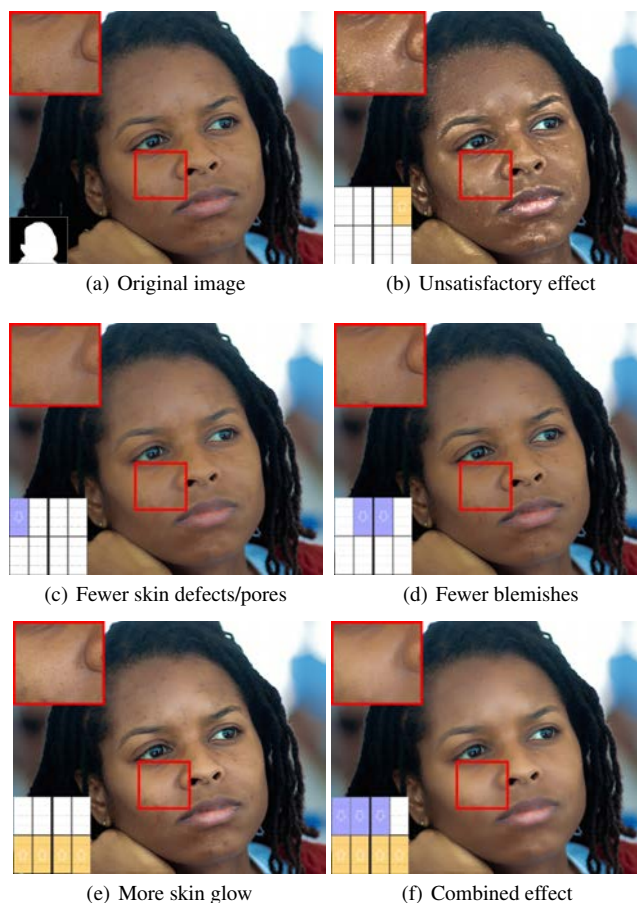 (a) Original image
(b) Unsatisfactory effect
(c) Fewer skin defects/pores
(d) Fewer blemishes
(e) More skin glow
(f) Combined effect